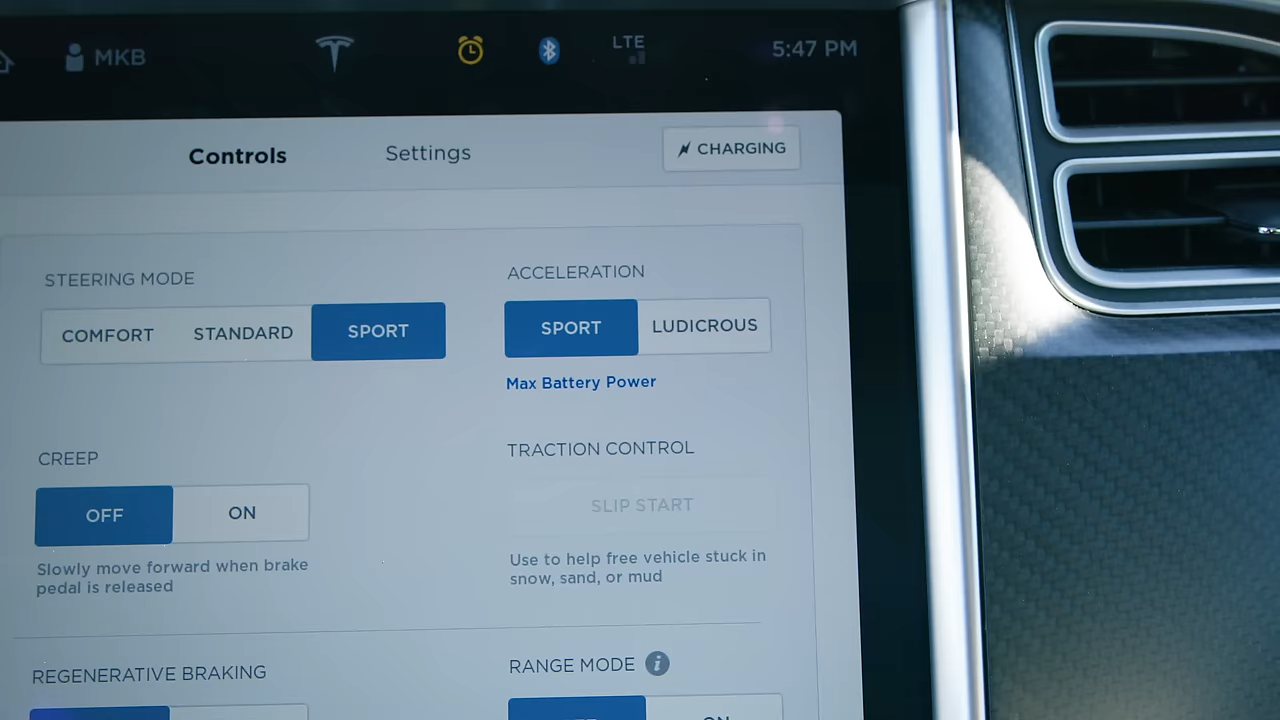 MKB
LTE
5:47 PM
Controls
Settings
CHARGING
STEERING MODE
COMFORT
STANDARD
SPORT
ACCELERATION
SPORT
LUDICROUS
Max Battery Power
CREEP
OFF
ON
Slowly move forward when brake
pedal is released
TRACTION CONTROL
SLIP START
Use to help free vehicle stuck in
snow, sand, or mud
REGENERATIVE BRAKING
RANGE MODE
ON